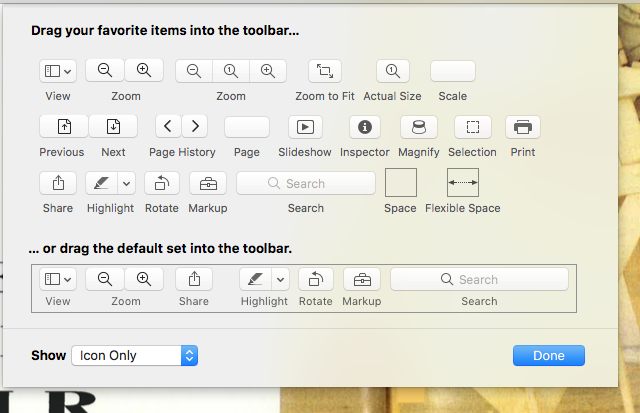 Drag your favorite items into the toolbar...
1 1
View Zoom Zoom Zoom to Fit Actual Size Scale
Previous Next Page History Page Slideshow Inspector Magnify Selection Print
Search
Share Highlight Rotate Markup Search Space Flexible Space
... or drag the default set into the toolbar.
Search
View Zoom Share Highlight Rotate Markup Search
Show Icon Only Done
I R